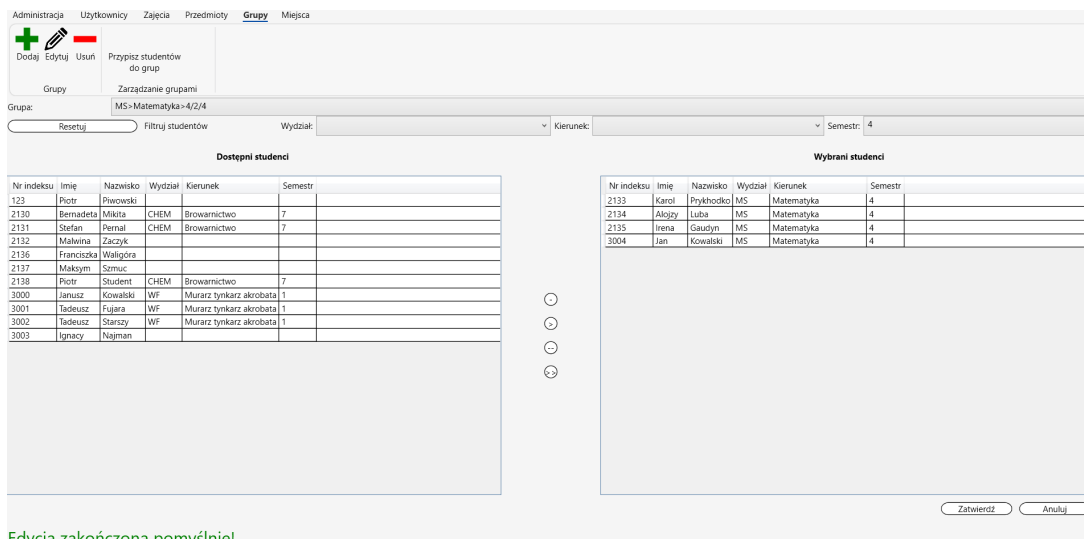 Administracja Użytkownicy Zajęcia Przedmioty Grupy Miejsca
Dodaj Edytuj Usuń Przypisz studentów do grup
Grupy Zarządzanie grupami
Grupa: MS>Matematyka>4/2/4
Resetuj Filtruj studentów Wydział: Kierunek: Semestr: 4
Dostępni studenci
Nr indeksu Imię Nazwisko Wydział Kierunek Semestr
123 Piotr Piwowski
2130 Bernadeta Mikita CHEM Browarnictwo 7
2131 Stefan Pernal CHEM Browarnictwo 7
2132 Malwina Zaczyk
2136 Franciszka Waligóra
2137 Maksym Szmuc
2138 Piotr Student CHEM Browarnictwo 7
3000 Janusz Kowalski WF Murarz tynkarz akrobata 1
3001 Tadeusz Fujara WF Murarz tynkarz akrobata 1
3002 Tadeusz Starszy WF Murarz tynkarz akrobata 1
3003 Ignacy Najman
-
>
--
>>
Wybrani studenci
Nr indeksu Imię Nazwisko Wydział Kierunek Semestr
2133 Karol Prykhodko MS Matematyka 4
2134 Alojzy Luba MS Matematyka 4
2135 Irena Gaudyn MS Matematyka 4
3004 Jan Kowalski MS Matematyka 4
Zatwierdź Anuluj
Edycja zakończona pomyślnie!